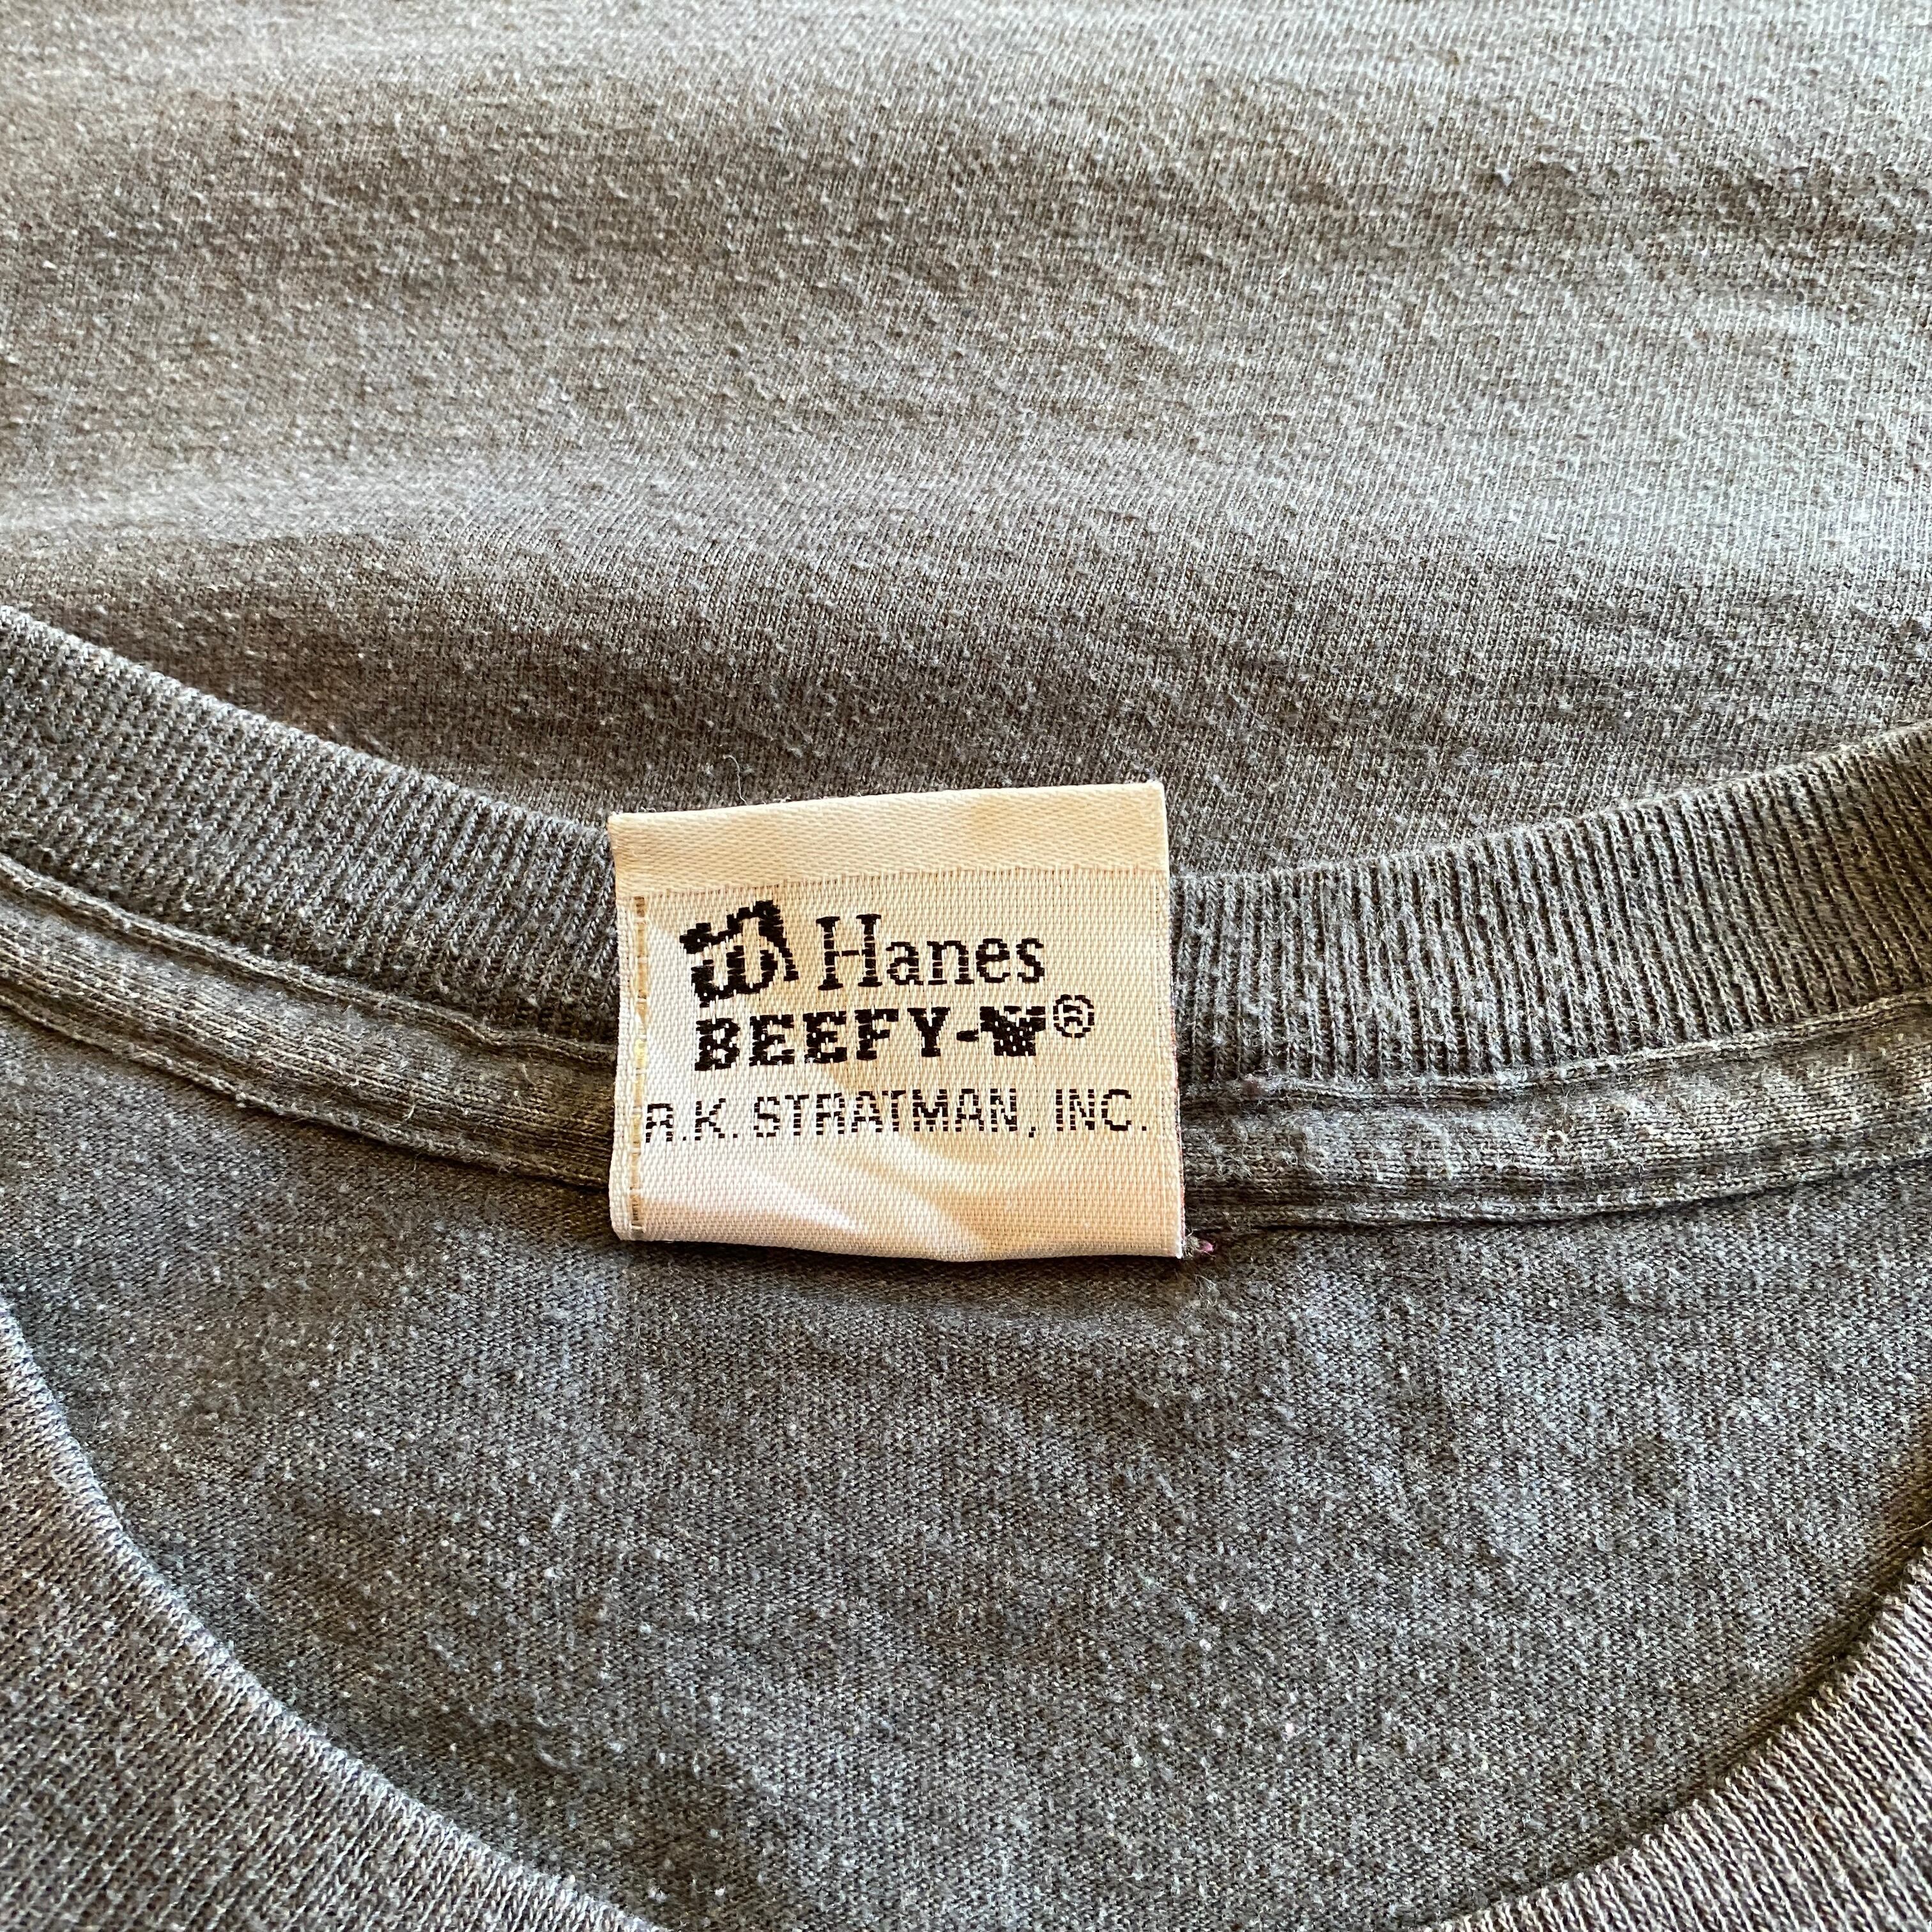 Hanes
BEEFY-T®
R.K. STRATMAN, INC.